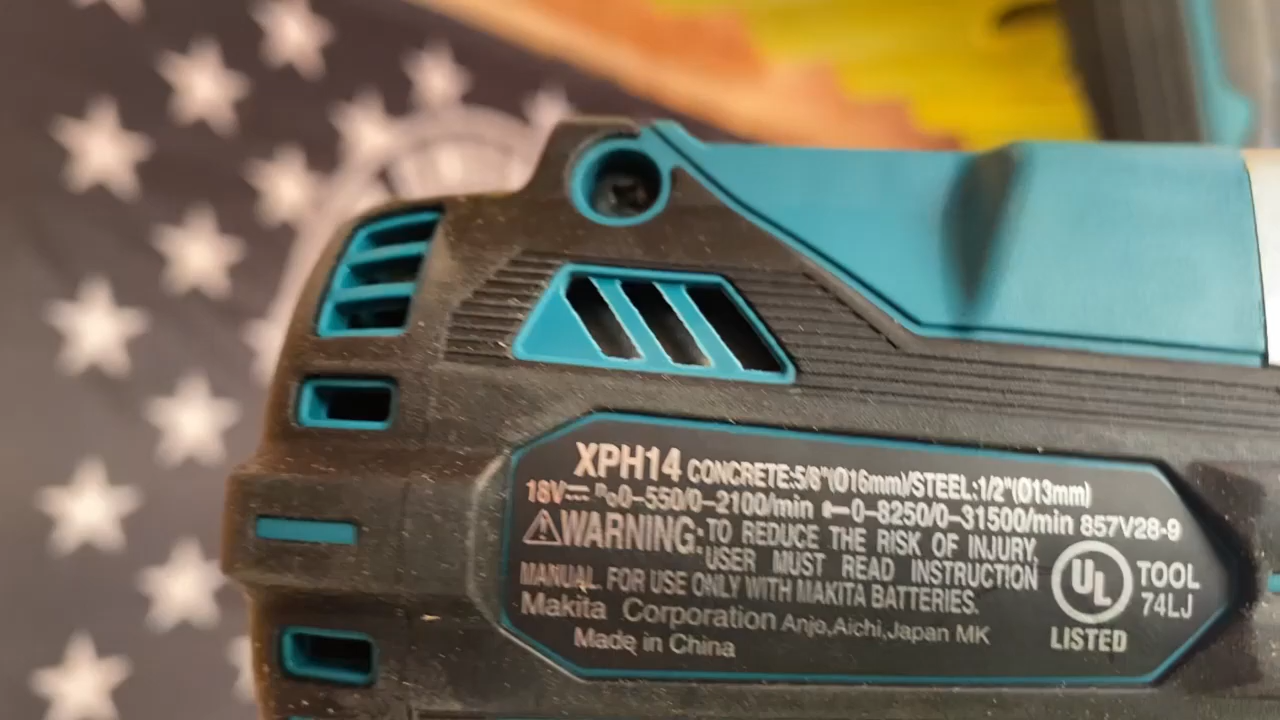 XPH14 CONCRETE:5/8"(Ø16mm)/STEEL:1/2"(Ø13mm)
18V⎓ n₀0–550/0–2100/min 0–8250/0–31500/min 857V28-9
⚠WARNING: TO REDUCE THE RISK OF INJURY,
USER MUST READ INSTRUCTION
MANUAL. FOR USE ONLY WITH MAKITA BATTERIES.
Makita Corporation Anjo,Aichi,Japan MK
Made in China
UL
LISTED
TOOL
74LJ